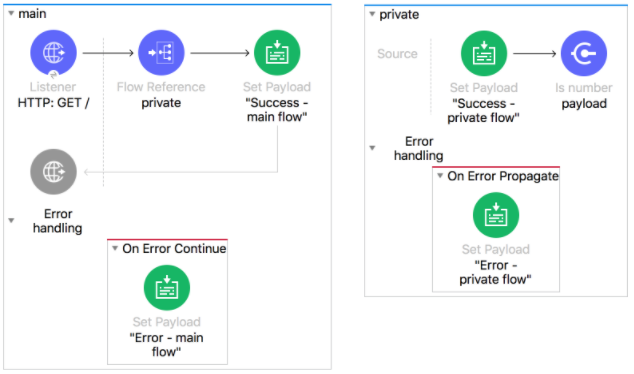 main
Listener
HTTP: GET /
Flow Reference
private
Set Payload
"Success -
main flow"
Error
handling
On Error Continue
Set Payload
"Error - main
flow"
private
Source
Set Payload
"Success -
private flow"
Is number
payload
Error
handling
On Error Propagate
Set Payload
"Error -
private flow"